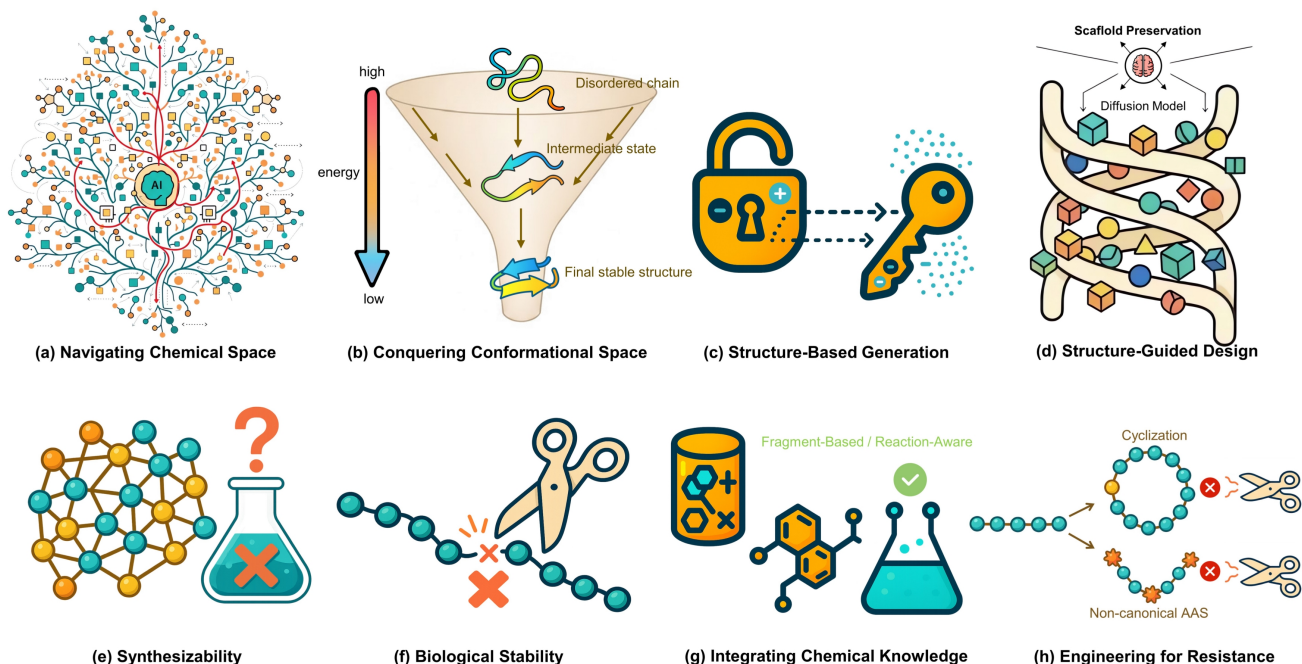 AI
(a) Navigating Chemical Space
high
energy
low
Disordered chain
Intermediate state
Final stable structure
(b) Conquering Conformational Space
(c) Structure-Based Generation
Scaffold Preservation
Diffusion Model
(d) Structure-Guided Design
?
(e) Synthesizability
(f) Biological Stability
Fragment-Based / Reaction-Aware
(g) Integrating Chemical Knowledge
Cyclization
Non-canonical AAS
(h) Engineering for Resistance